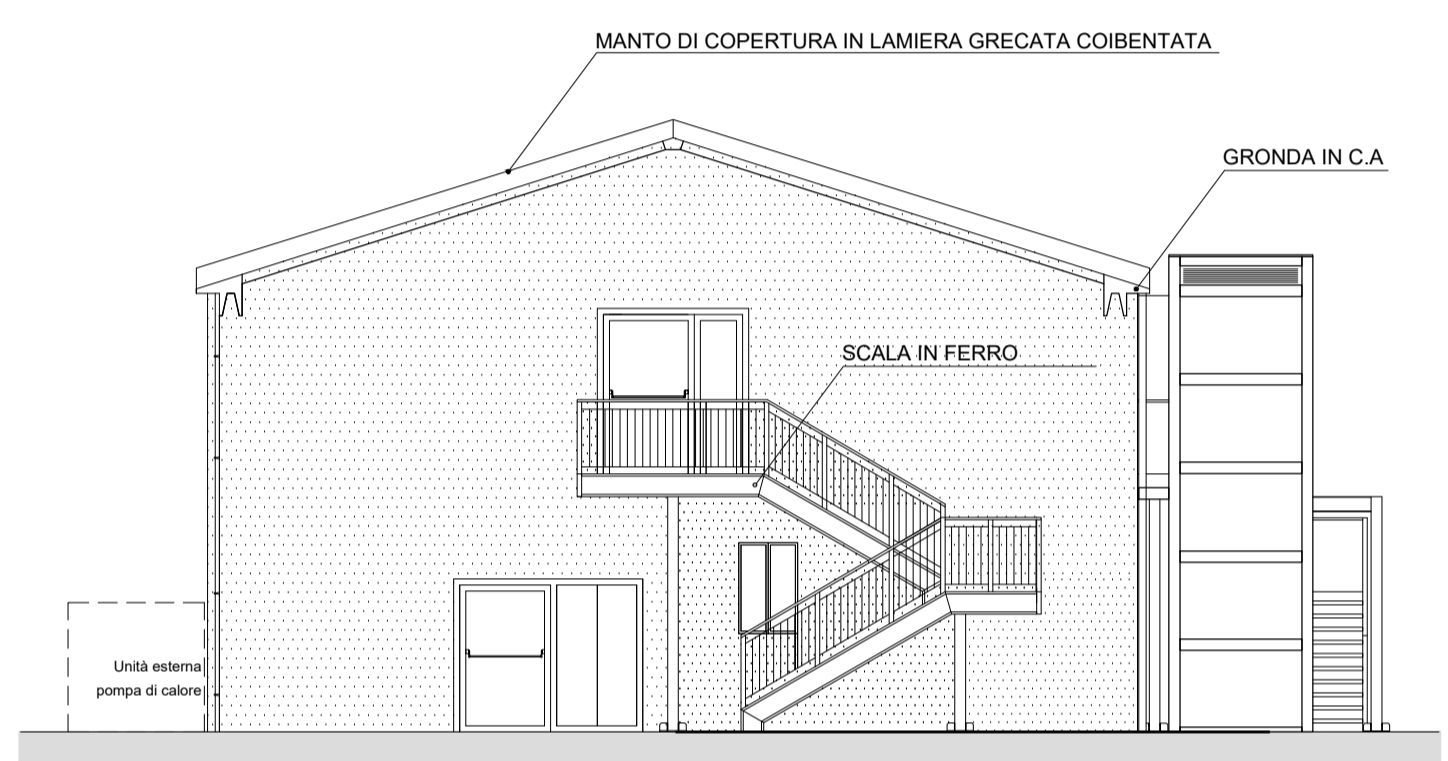 MANTO DI COPERTURA IN LAMIERA GRECATA COIBENTATA
GRONDA IN C.A
SCALA IN FERRO
Unità esterna
pompa di calore